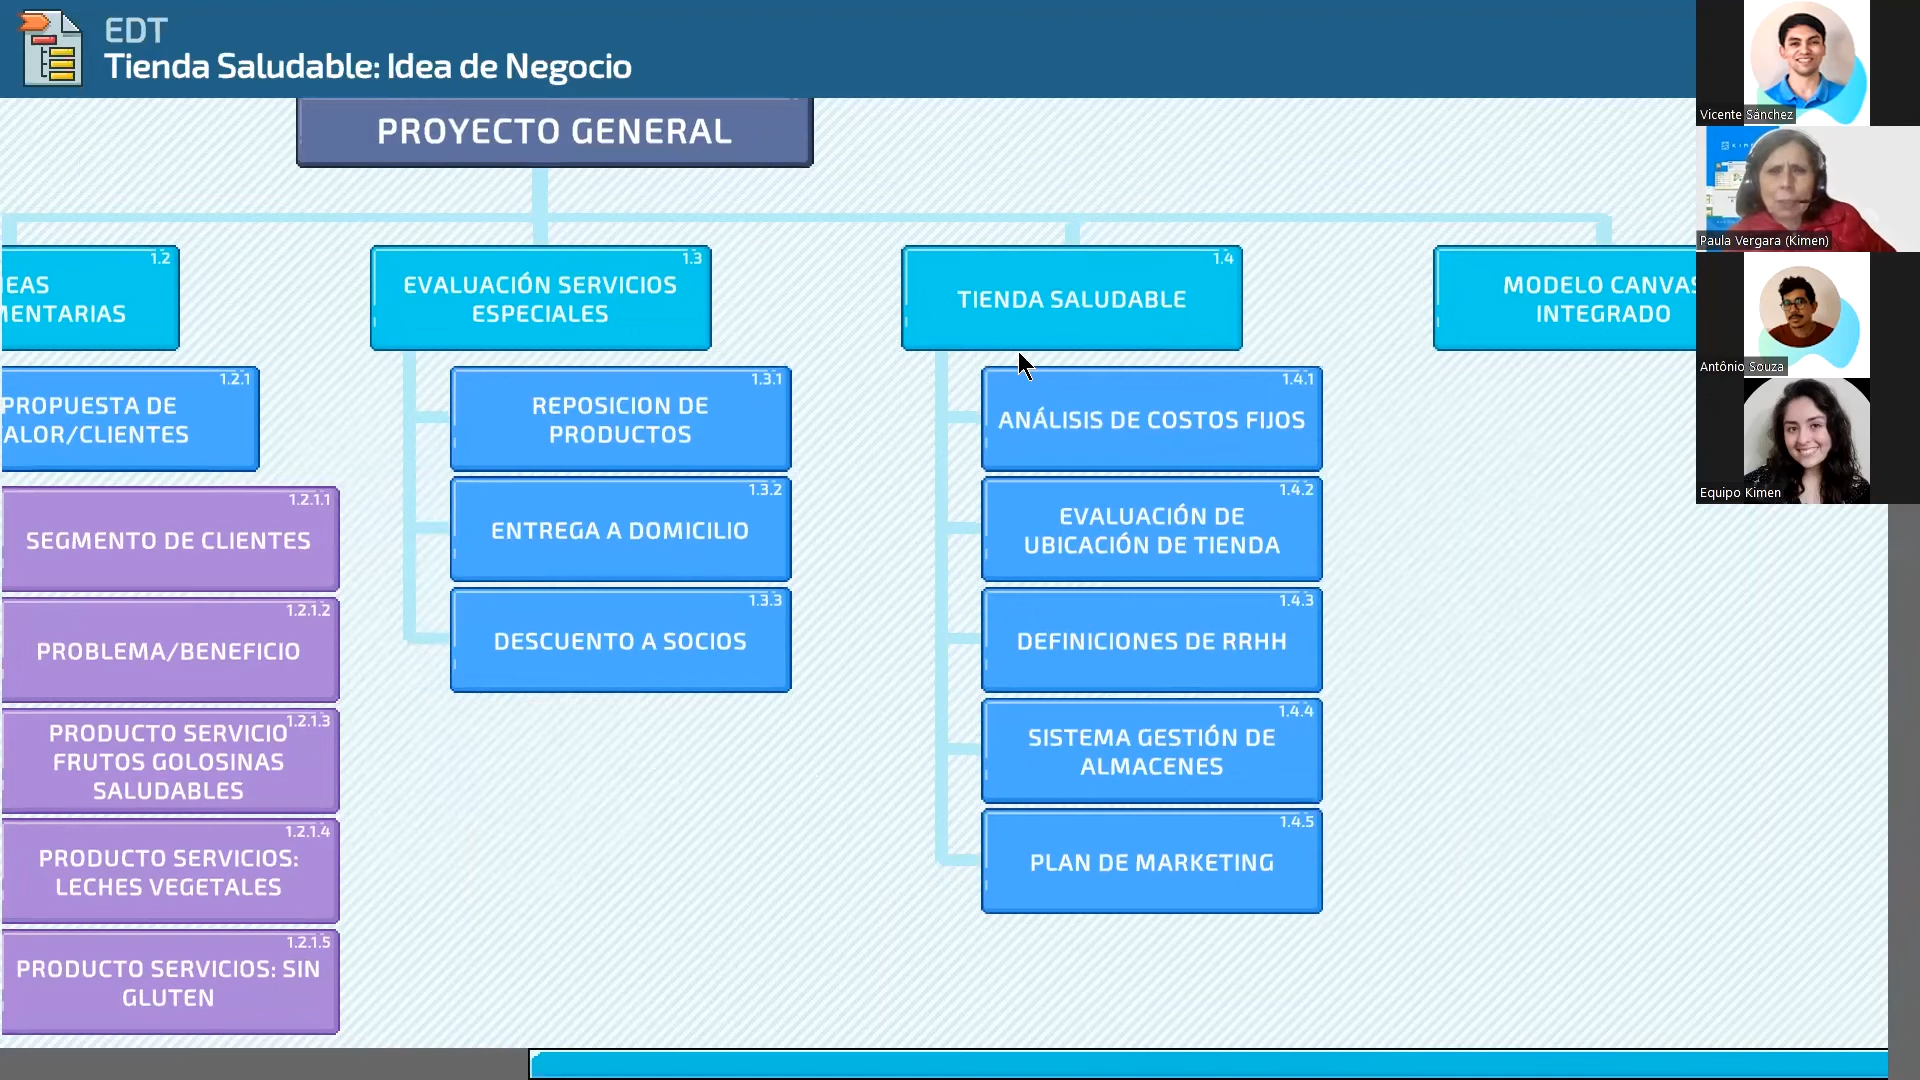 EDT
Tienda Saludable: Idea de Negocio
PROYECTO GENERAL
1.2
MENTARIAS
1.2.1
PROPUESTA DE
ALOR/CLIENTES
1.2.1.1
SEGMENTO DE CLIENTES
1.2.1.2
PROBLEMA/BENEFICIO
1.2.1.3
PRODUCTO SERVICIO
FRUTOS GOLOSINAS
SALUDABLES
1.2.1.4
PRODUCTO SERVICIOS:
LECHES VEGETALES
1.2.1.5
PRODUCTO SERVICIOS: SIN
GLUTEN
1.3
EVALUACIÓN SERVICIOS
ESPECIALES
1.3.1
REPOSICION DE
PRODUCTOS
1.3.2
ENTREGA A DOMICILIO
1.3.3
DESCUENTO A SOCIOS
1.4
TIENDA SALUDABLE
1.4.1
ANÁLISIS DE COSTOS FIJOS
1.4.2
EVALUACIÓN DE
UBICACIÓN DE TIENDA
1.4.3
DEFINICIONES DE RRHH
1.4.4
SISTEMA GESTIÓN DE
ALMACENES
1.4.5
PLAN DE MARKETING
MODELO CANVAS
INTEGRADO
Vicente Sánchez
Paula Vergara (Kimen)
Antônio Souza
Equipo Kimen